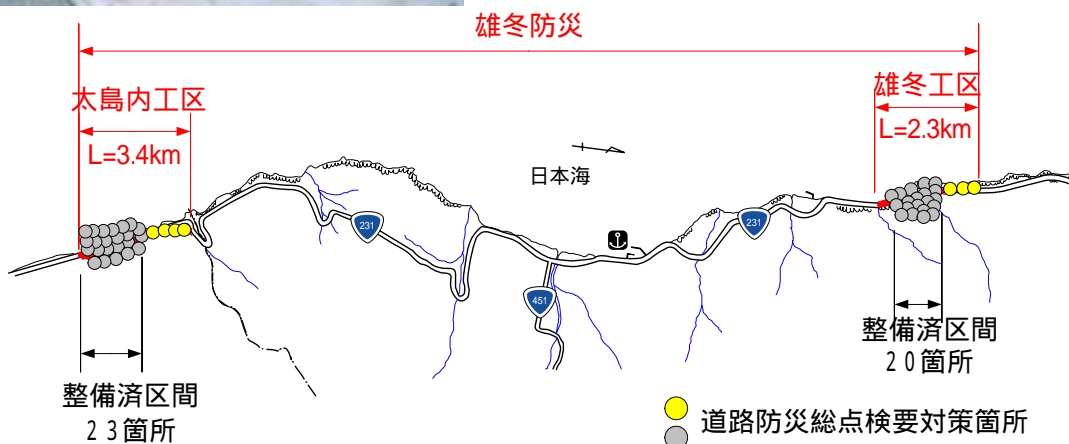 雄冬防災
太島内工区
L=3.4km
雄冬工区
L=2.3km
日本海
231
231
451
整備済区間
23箇所
整備済区間
20箇所
道路防災総点検要対策箇所